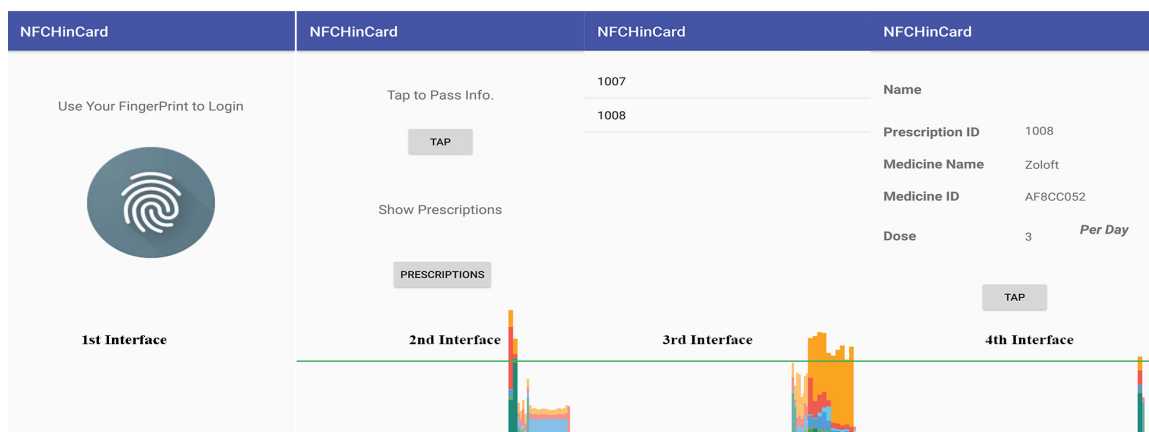 NFCHinCard
Use Your FingerPrint to Login
1st Interface
NFCHinCard
Tap to Pass Info.
TAP
Show Prescriptions
PRESCRIPTIONS
2nd Interface
NFCHinCard
1007
1008
3rd Interface
NFCHinCard
Name
Prescription ID 1008
Medicine Name Zoloft
Medicine ID AF8CC052
Dose 3 Per Day
TAP
4th Interface